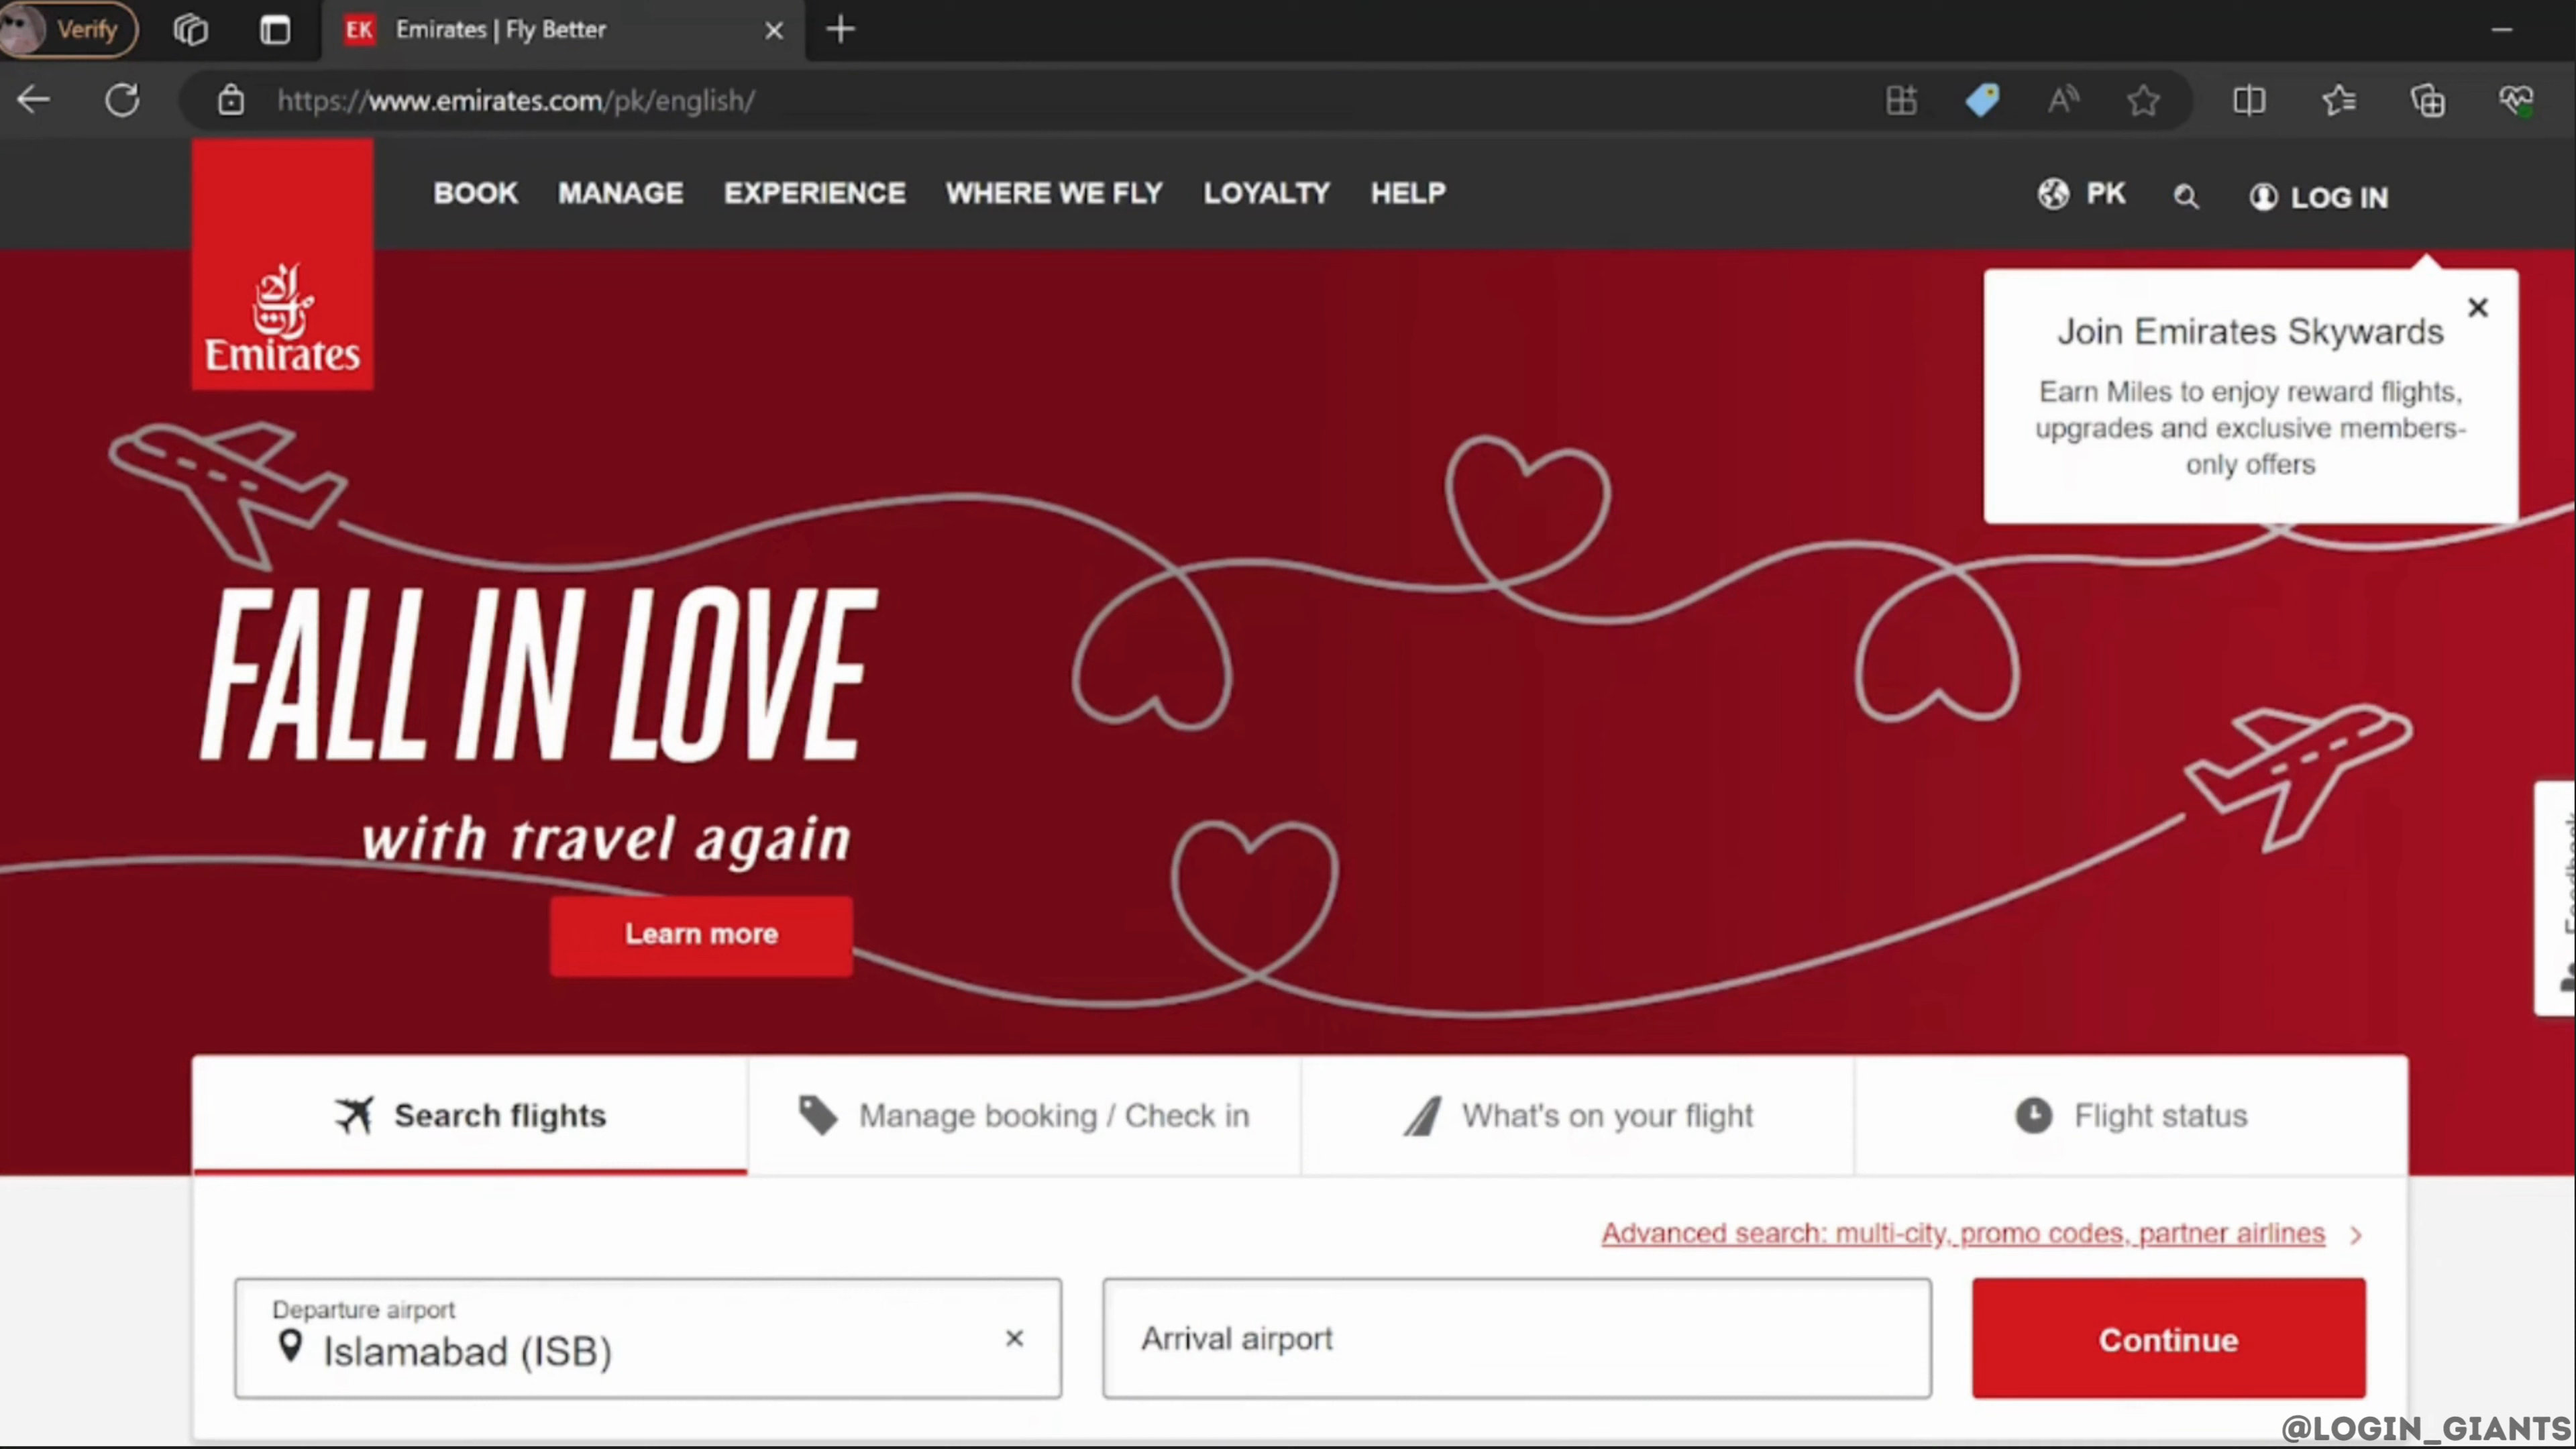 Verify
EK Emirates | Fly Better
https://www.emirates.com/pk/english/
BOOK MANAGE EXPERIENCE WHERE WE FLY LOYALTY HELP PK LOG IN
Emirates
Join Emirates Skywards
Earn Miles to enjoy reward flights,
upgrades and exclusive members-
only offers
FALL IN LOVE
with travel again
Learn more
Search flights Manage booking / Check in What's on your flight Flight status
Advanced search: multi-city, promo codes, partner airlines
Departure airport
Islamabad (ISB)
Arrival airport
Continue
@LOGIN_GIANTS